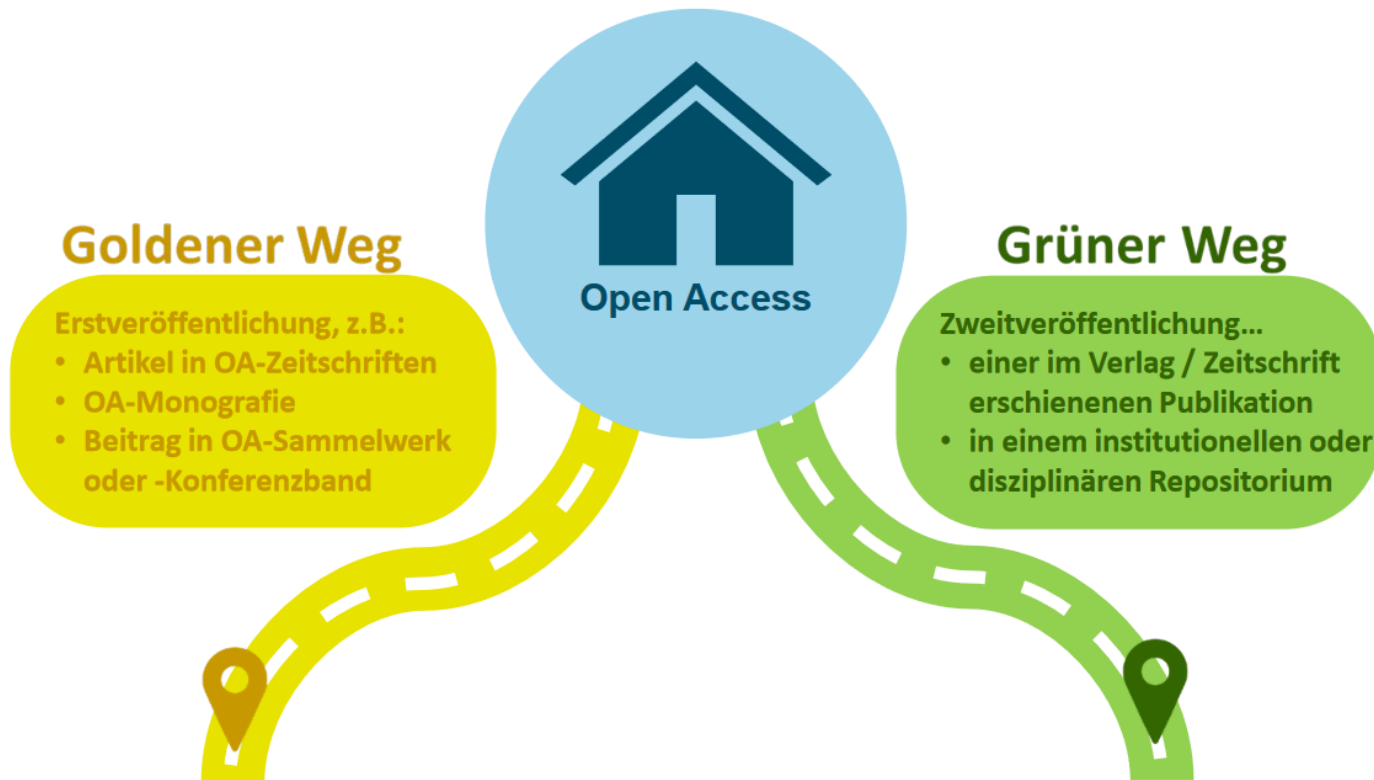 Open Access
Goldener Weg
Erstveröffentlichung, z.B.:
• Artikel in OA-Zeitschriften
• OA-Monografie
• Beitrag in OA-Sammelwerk
oder -Konferenzband
Grüner Weg
Zweitveröffentlichung...
• einer im Verlag / Zeitschrift
erschienenen Publikation
• in einem institutionellen oder
disziplinären Repositorium